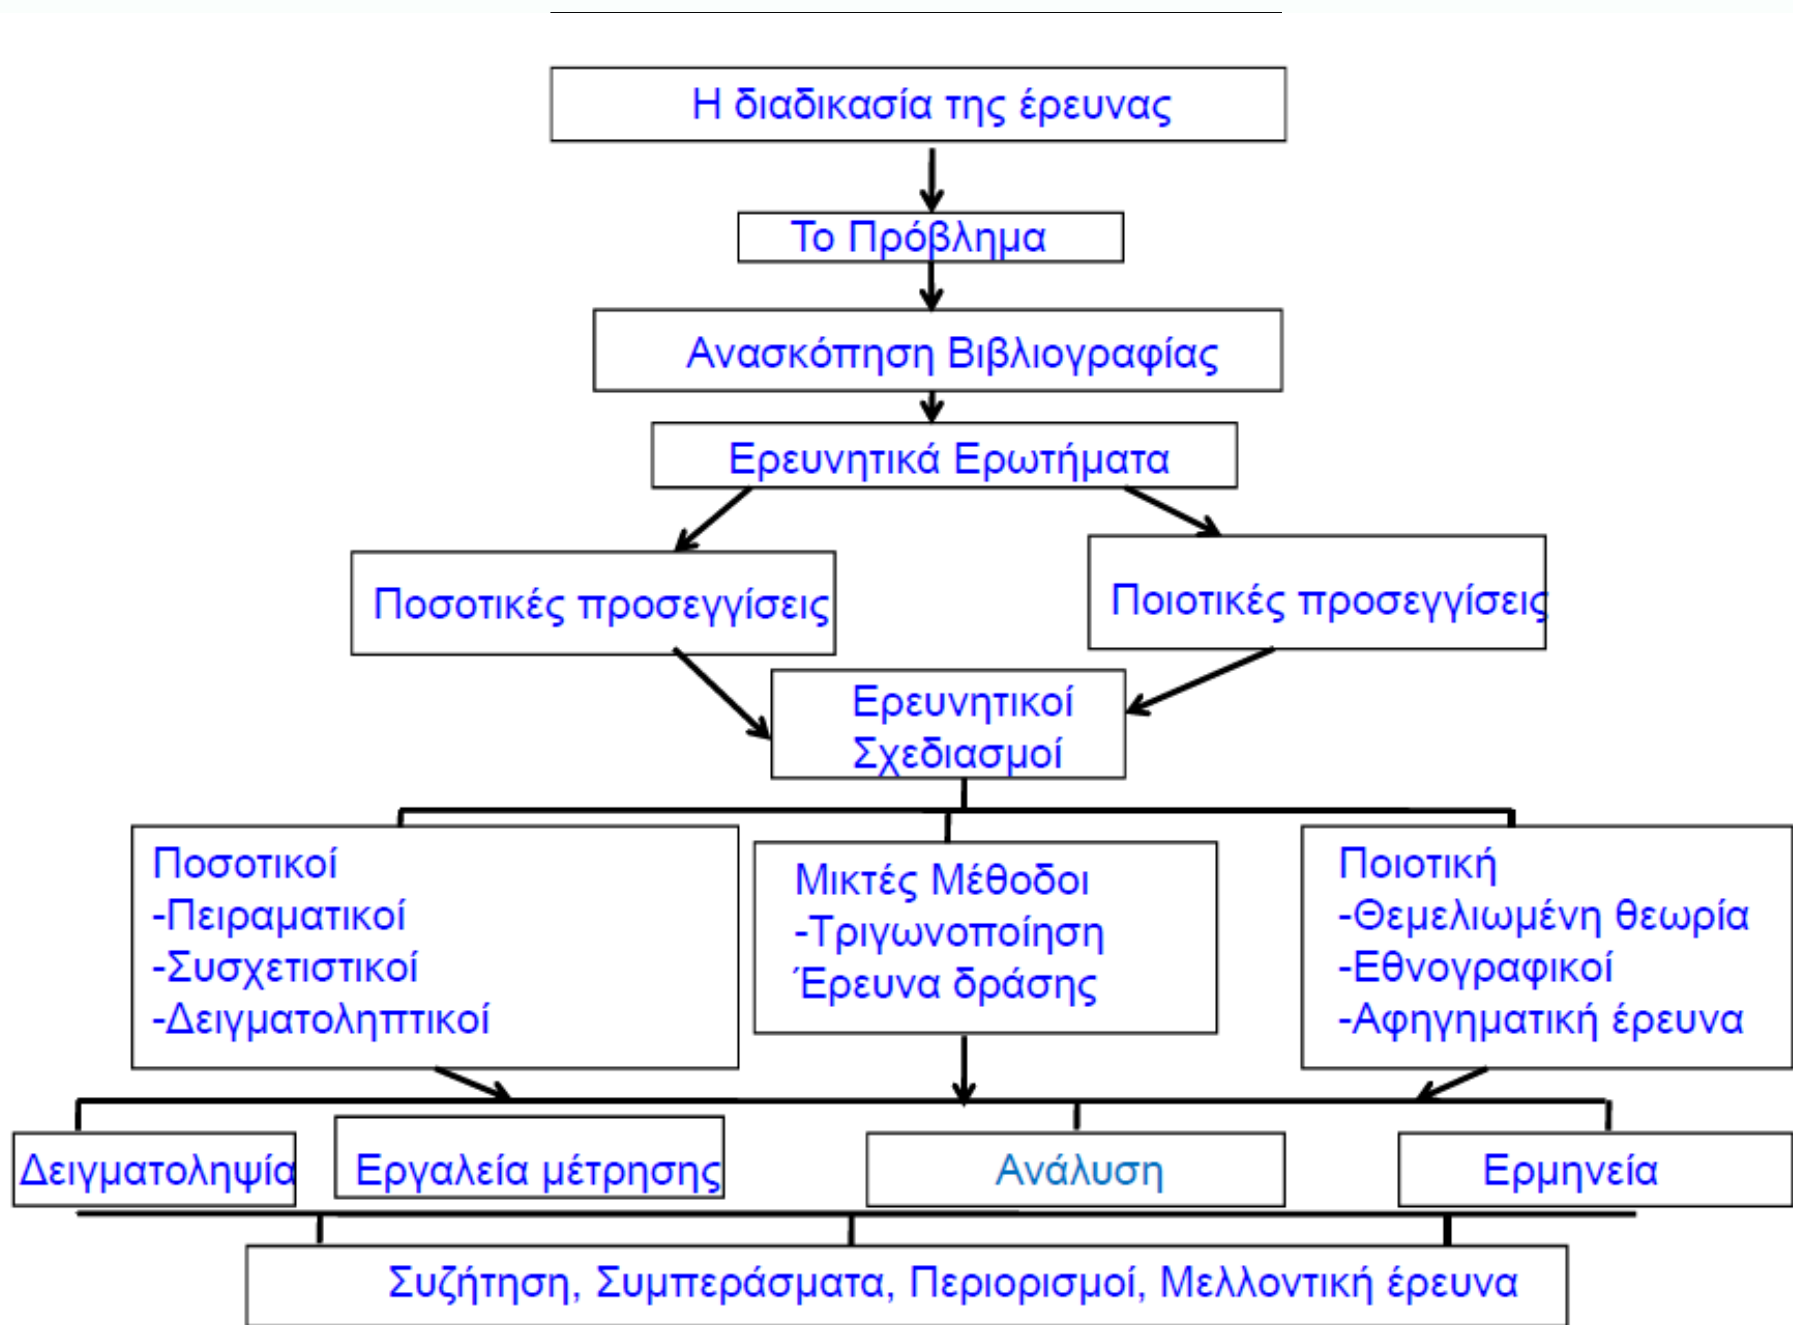 Η διαδικασία της έρευνας
Το Πρόβλημα
Ανασκόπηση Βιβλιογραφίας
Ερευνητικά Ερωτήματα
Ποσοτικές προσεγγίσεις
Ποιοτικές προσεγγίσεις
Ερευνητικοί
Σχεδιασμοί
Ποσοτικοί
-Πειραματικοί
-Συσχετιστικοί
-Δειγματοληπτικοί
Μικτές Μέθοδοι
-Τριγωνοποίηση
Έρευνα δράσης
Ποιοτική
-Θεμελιωμένη θεωρία
-Εθνογραφικοί
-Αφηγηματική έρευνα
Δειγματοληψία
Εργαλεία μέτρησης
Ανάλυση
Ερμηνεία
Συζήτηση, Συμπεράσματα, Περιορισμοί, Μελλοντική έρευνα